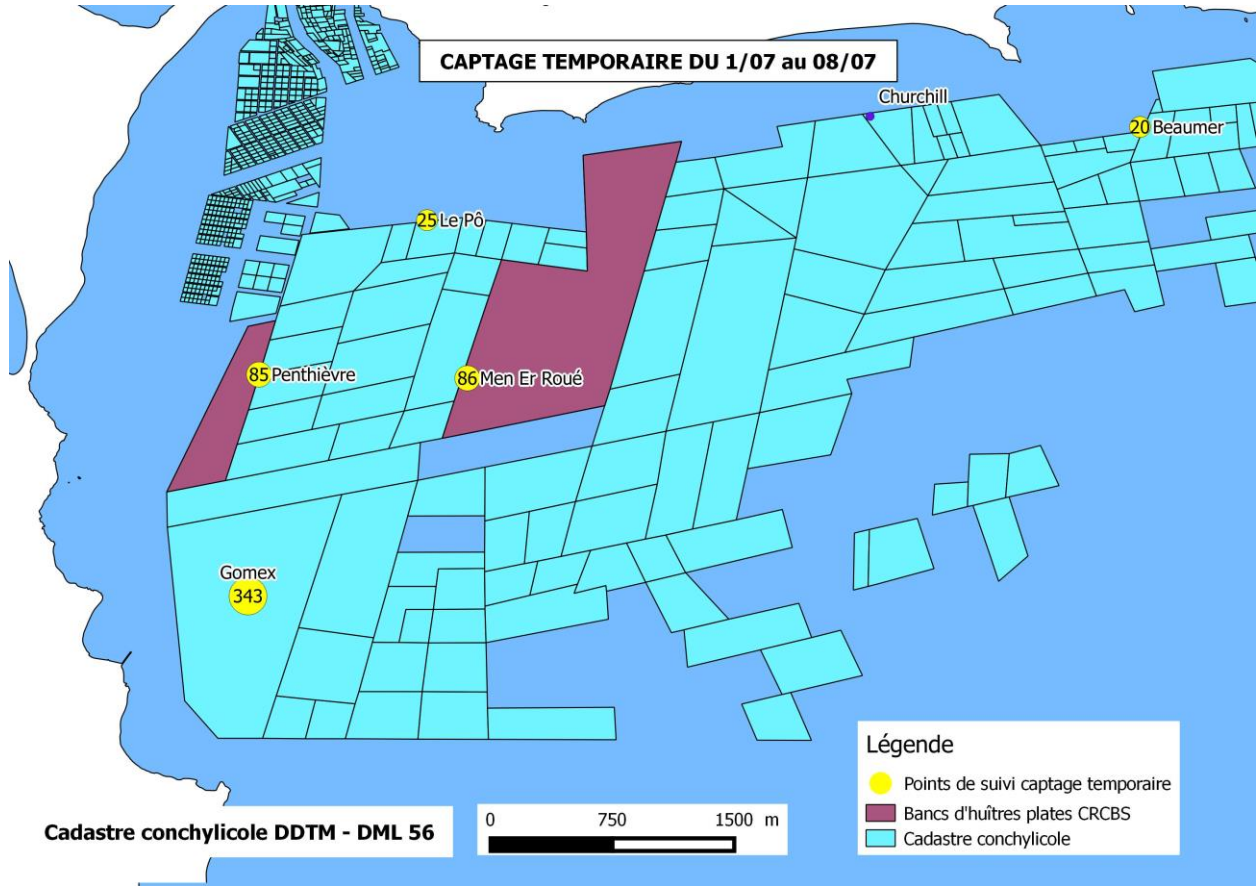 CAPTAGE TEMPORAIRE DU 1/07 au 08/07
Churchill
20 Beaumer
25 Le Pô
85 Penthièvre
86 Men Er Roué
Gomex
343
Légende
Points de suivi captage temporaire
Bancs d'huîtres plates CRCBS
Cadastre conchylicole
Cadastre conchylicole DDTM - DML 56
0 750 1500 m